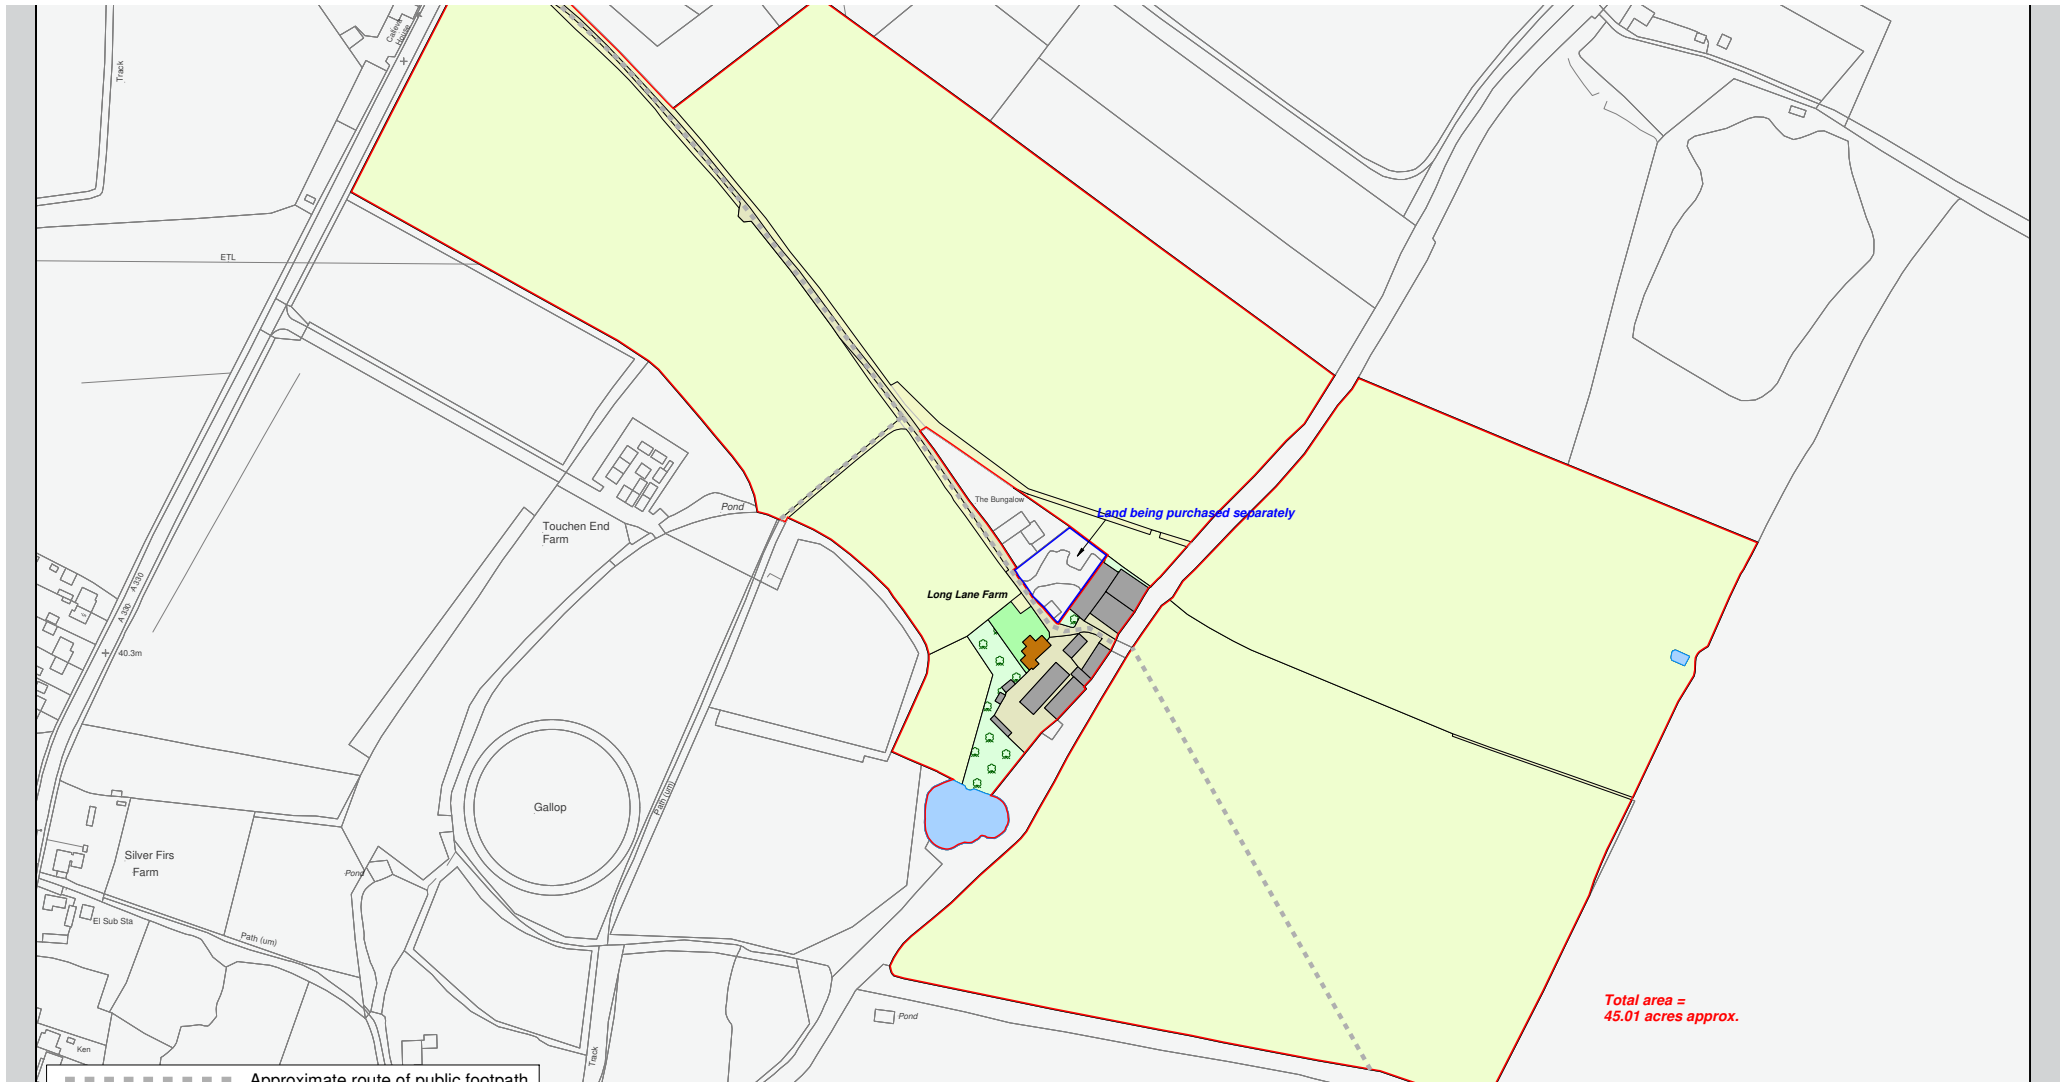 Calleva
House
Track
ETL
The Bungalow
Land being purchased separately
Pond
Touchen End
Farm
A 330
A 330
Long Lane Farm
40.3m
Path (um)
Gallop
Silver Firs
Farm
Pond
El Sub Sta
Path (um)
Total area =
45.01 acres approx.
Pond
Ken
Track
Approximate route of public footpath